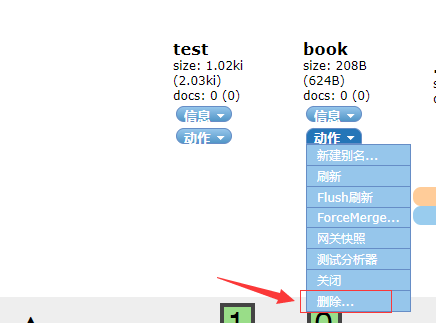 test
size: 1.02ki
(2.03ki)
docs: 0 (0)
信息
动作
book
size: 208B
(624B)
docs: 0 (0)
信息
动作
新建别名...
刷新
Flush刷新
ForceMerge...
网关快照
测试分析器
关闭
删除...
1
0